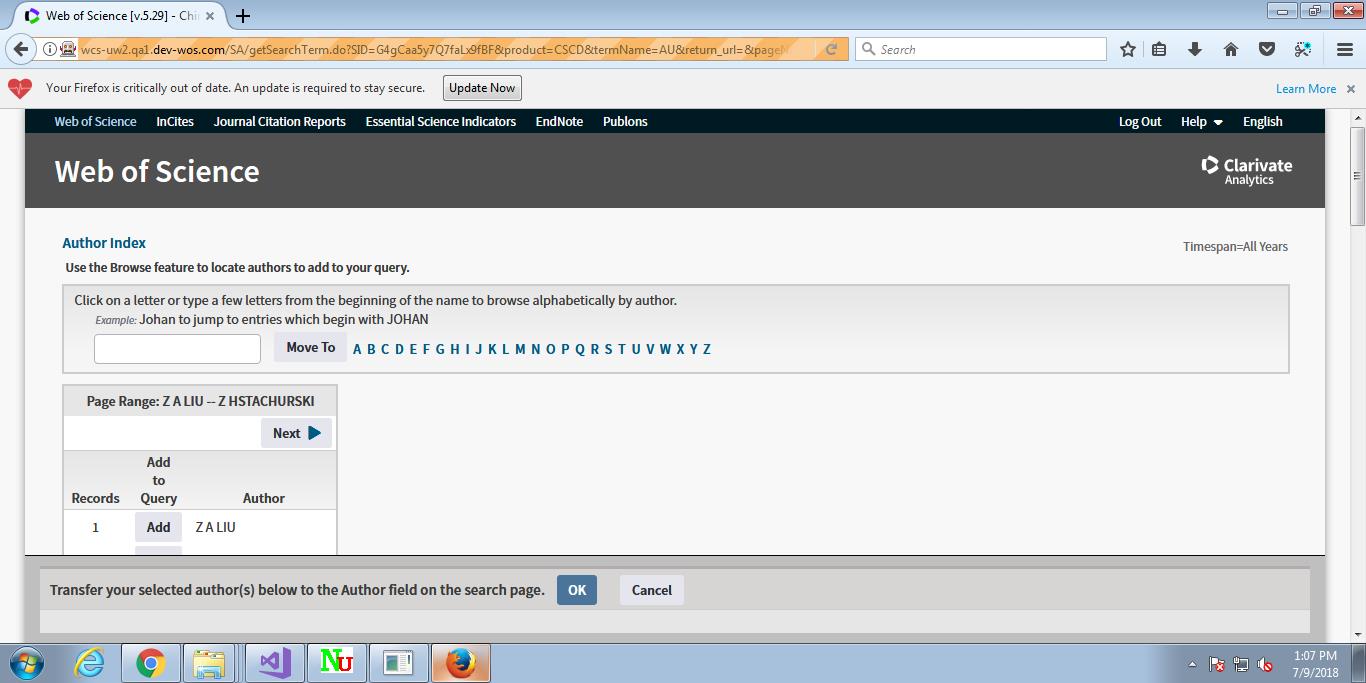 Web of Science [v.5.29] - Chi
wcs-uw2.qa1.dev-wos.com/SA/getSearchTerm.do?SID=G4gCaa5y7Q7faLx9fBF&product=CSCD&termName=AU&return_url=&page
Search
Your Firefox is critically out of date. An update is required to stay secure. Update Now Learn More
Web of Science InCites Journal Citation Reports Essential Science Indicators EndNote Publons Log Out Help English
Web of Science
Clarivate
Analytics
Author Index
Timespan=All Years
Use the Browse feature to locate authors to add to your query.
Click on a letter or type a few letters from the beginning of the name to browse alphabetically by author.
Example: Johan to jump to entries which begin with JOHAN
Move To A B C D E F G H I J K L M N O P Q R S T U V W X Y Z
Page Range: Z A LIU -- Z HSTACHURSKI
Next
Add
to
Records Query Author
1 Add Z A LIU
Transfer your selected author(s) below to the Author field on the search page. OK Cancel
Nu
1:07 PM
7/9/2018